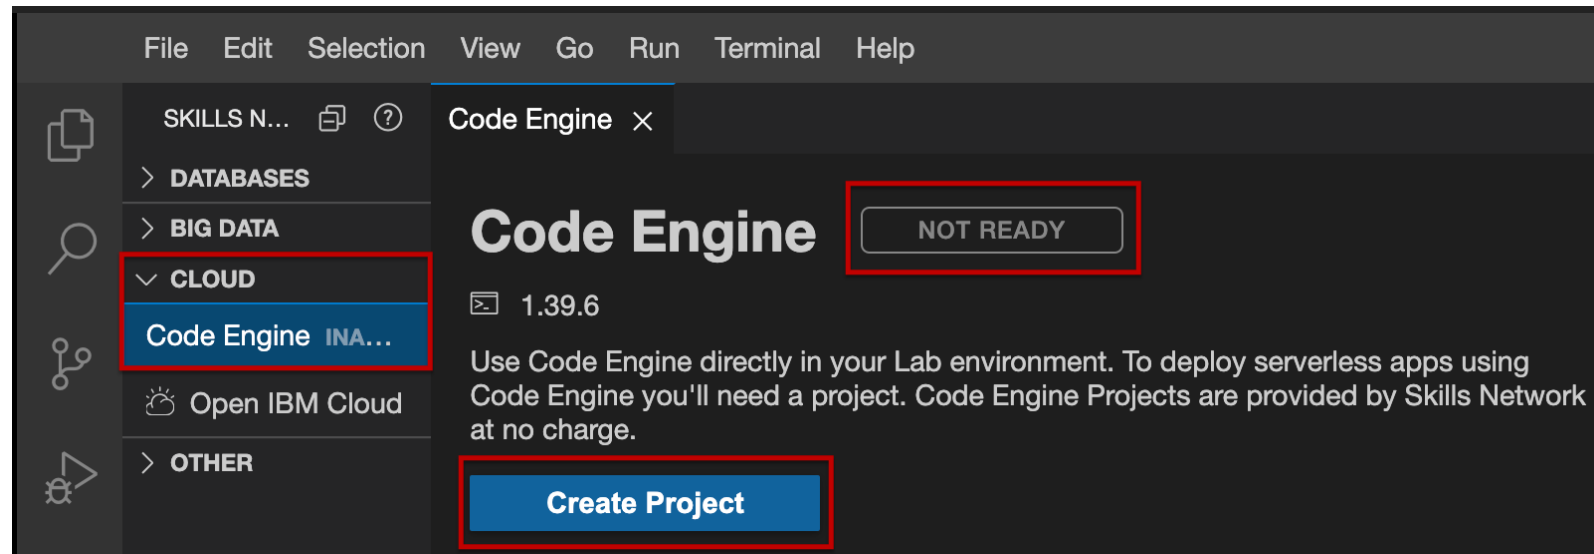 File Edit Selection View Go Run Terminal Help
SKILLS N...
Code Engine
DATABASES
BIG DATA
CLOUD
Code Engine INA...
Open IBM Cloud
OTHER
Code Engine NOT READY
1.39.6
Use Code Engine directly in your Lab environment. To deploy serverless apps using
Code Engine you'll need a project. Code Engine Projects are provided by Skills Network
at no charge.
Create Project